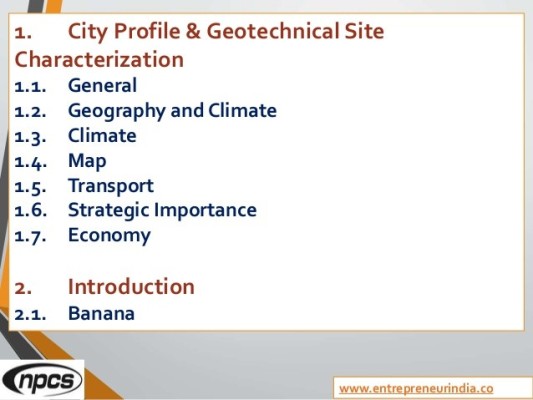 1. City Profile & Geotechnical Site
Characterization
1.1. General
1.2. Geography and Climate
1.3. Climate
1.4. Map
1.5. Transport
1.6. Strategic Importance
1.7. Economy
2. Introduction
2.1. Banana
npcs
www.entrepreneurindia.co